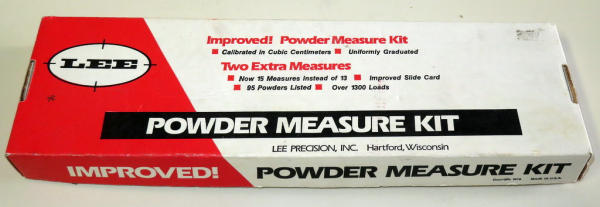 LEE
Improved! Powder Measure Kit
Calibrated in Cubic Centimeters Uniformly Graduated
Two Extra Measures
Now 15 Measures Instead of 13 Improved Slide Card
95 Powders Listed Over 1300 Loads
POWDER MEASURE KIT
LEE PRECISION, INC. Hartford, Wisconsin
IMPROVED! POWDER MEASURE KIT
Made in U.S.A.